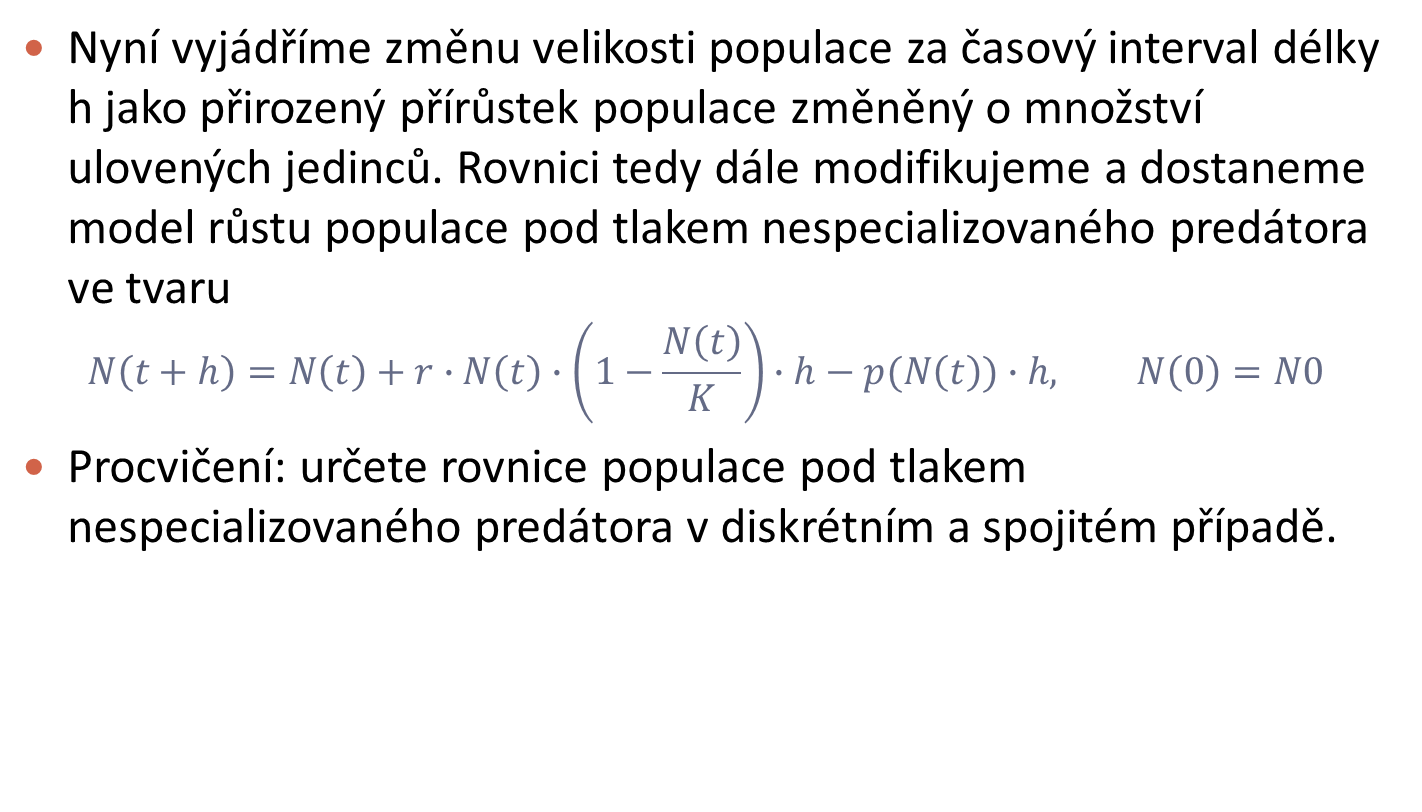 • Nyní vyjádříme změnu velikosti populace za časový interval délky
h jako přirozený přírůstek populace změněný o množství
ulovených jedinců. Rovnici tedy dále modifikujeme a dostaneme
model růstu populace pod tlakem nespecializovaného predátora
ve tvaru
N(t + h) = N(t) + r · N(t) · (1 − N(t)/K) · h − p(N(t)) · h, N(0) = N0
• Procvičení: určete rovnice populace pod tlakem
nespecializovaného predátora v diskrétním a spojitém případě.